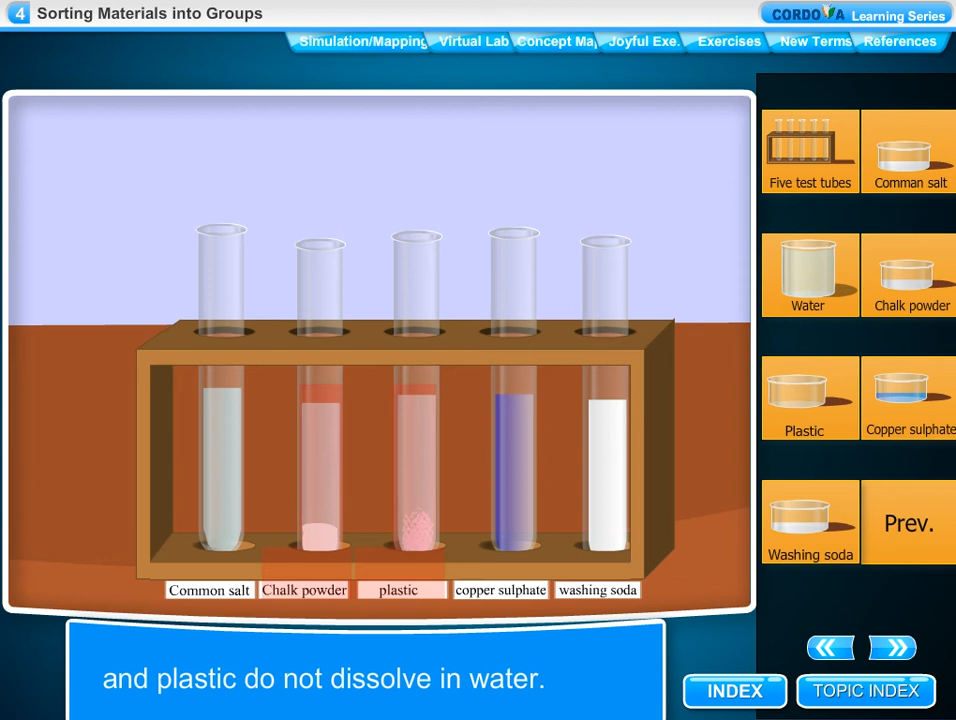 4 Sorting Materials into Groups
CORDOVA Learning Series
Simulation/Mapping Virtual Lab Concept Ma Joyful Exe. Exercises New Terms References
Five test tubes
Comman salt
Water
Chalk powder
Plastic
Copper sulphate
Washing soda
Prev.
Common salt Chalk powder plastic copper sulphate washing soda
and plastic do not dissolve in water.
INDEX
TOPIC INDEX